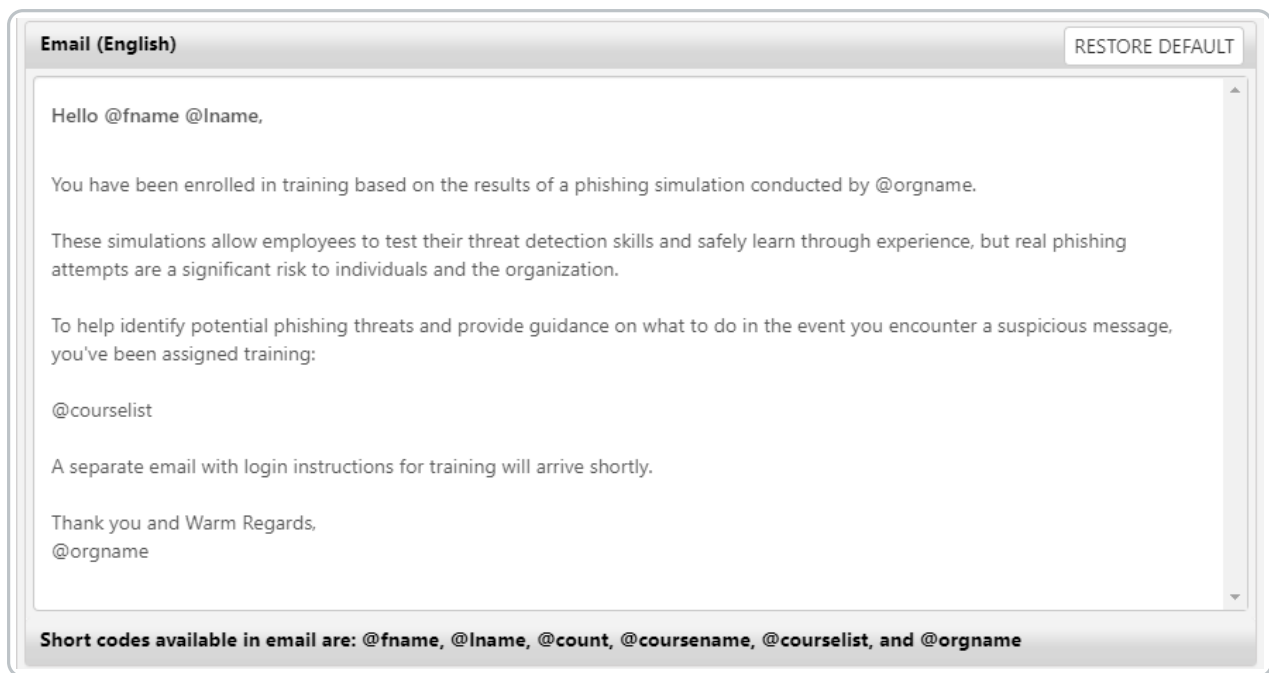 Email (English)
RESTORE DEFAULT
Hello @fname @lname,
You have been enrolled in training based on the results of a phishing simulation conducted by @orgname.
These simulations allow employees to test their threat detection skills and safely learn through experience, but real phishing
attempts are a significant risk to individuals and the organization.
To help identify potential phishing threats and provide guidance on what to do in the event you encounter a suspicious message,
you've been assigned training:
@courselist
A separate email with login instructions for training will arrive shortly.
Thank you and Warm Regards,
@orgname
Short codes available in email are: @fname, @lname, @count, @coursename, @courselist, and @orgname